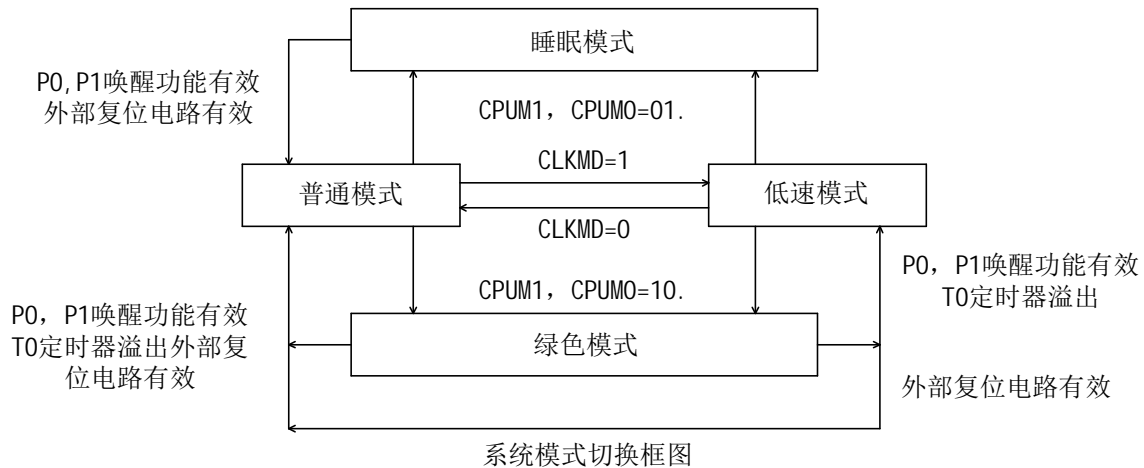 睡眠模式
P0,P1唤醒功能有效
外部复位电路有效
CPUM1，CPUM0=01.
CLKMD=1
普通模式
低速模式
CLKMD=0
P0，P1唤醒功能有效
T0定时器溢出
CPUM1，CPUM0=10.
P0，P1唤醒功能有效
T0定时器溢出外部复
位电路有效
绿色模式
外部复位电路有效
系统模式切换框图